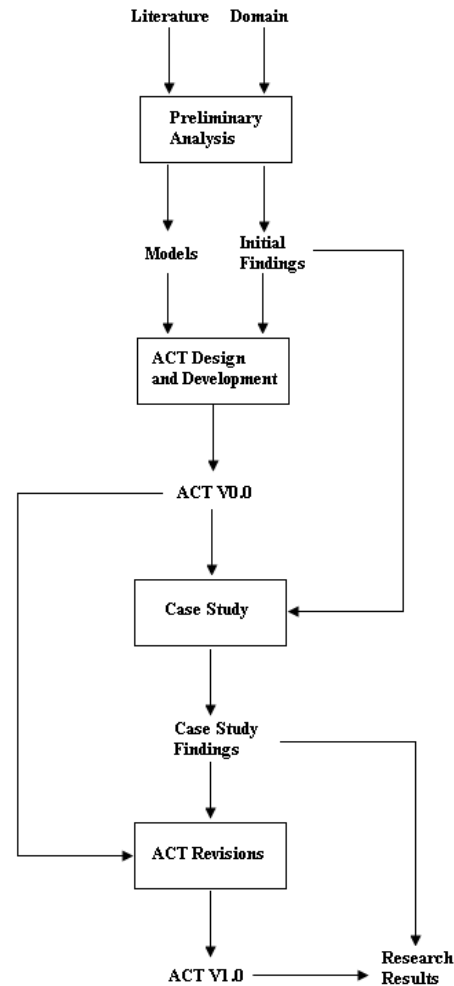 Literature Domain
Preliminary
Analysis
Models
Initial
Findings
ACT Design
and Development
ACT V0.0
Case Study
Case Study
Findings
ACT Revisions
ACT V1.0
Research
Results